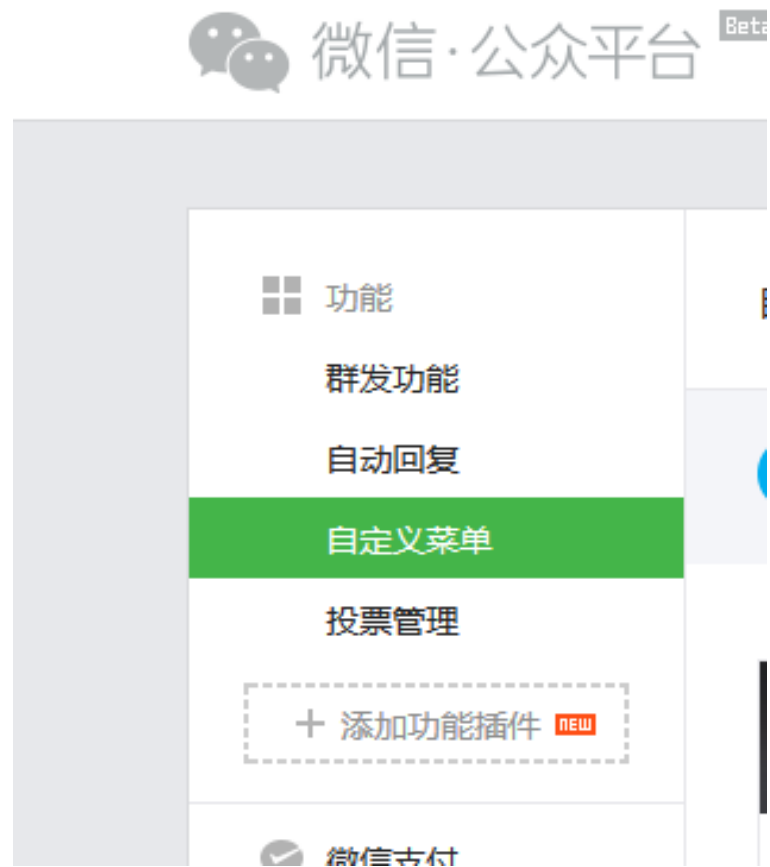 微信·公众平台 Beta
功能
群发功能
自动回复
自定义菜单
投票管理
+ 添加功能插件 NEW
微信支付